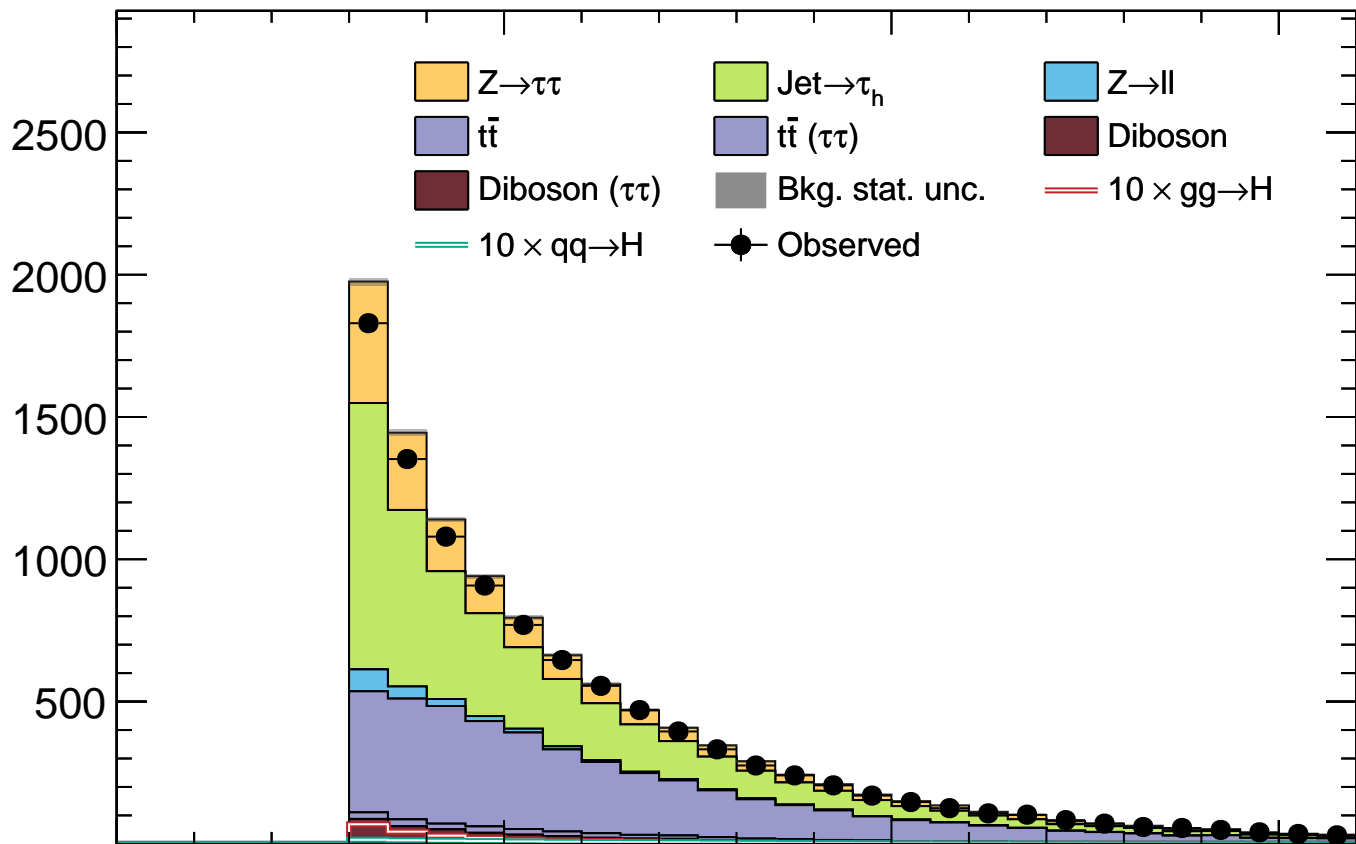 Z→ττ Jet→τh Z→ll
tt̄ tt̄ (ττ) Diboson
Diboson (ττ) Bkg. stat. unc. 10 × gg→H
10 × qq→H Observed
2500
2000
1500
1000
500